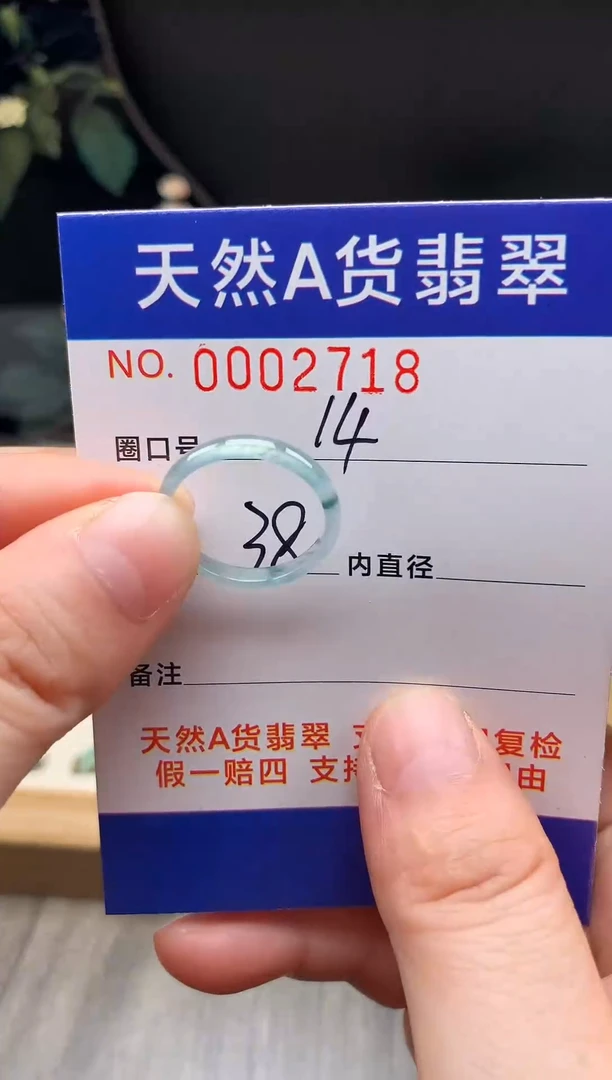 天然A货翡翠
NO. 0002718
圈口号 14
38 内直径
备注
天然A货翡翠 复检
假一赔四 支持 由